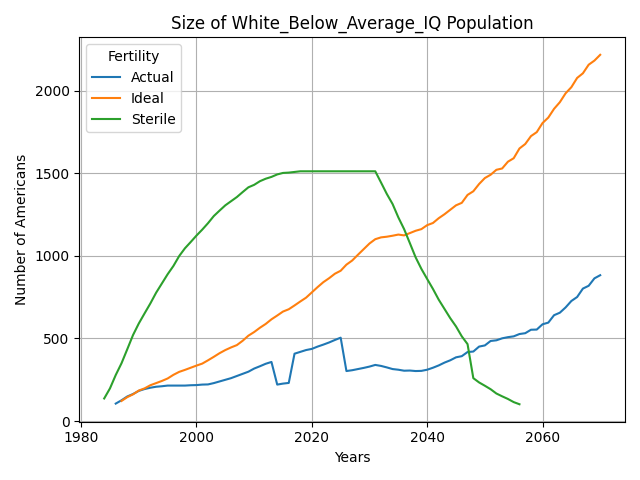 Size of White_Below_Average_IQ Population
Fertility
Actual
Ideal
Sterile
Number of Americans
2000
1500
1000
500
0
1980
2000
2020
2040
2060
Years